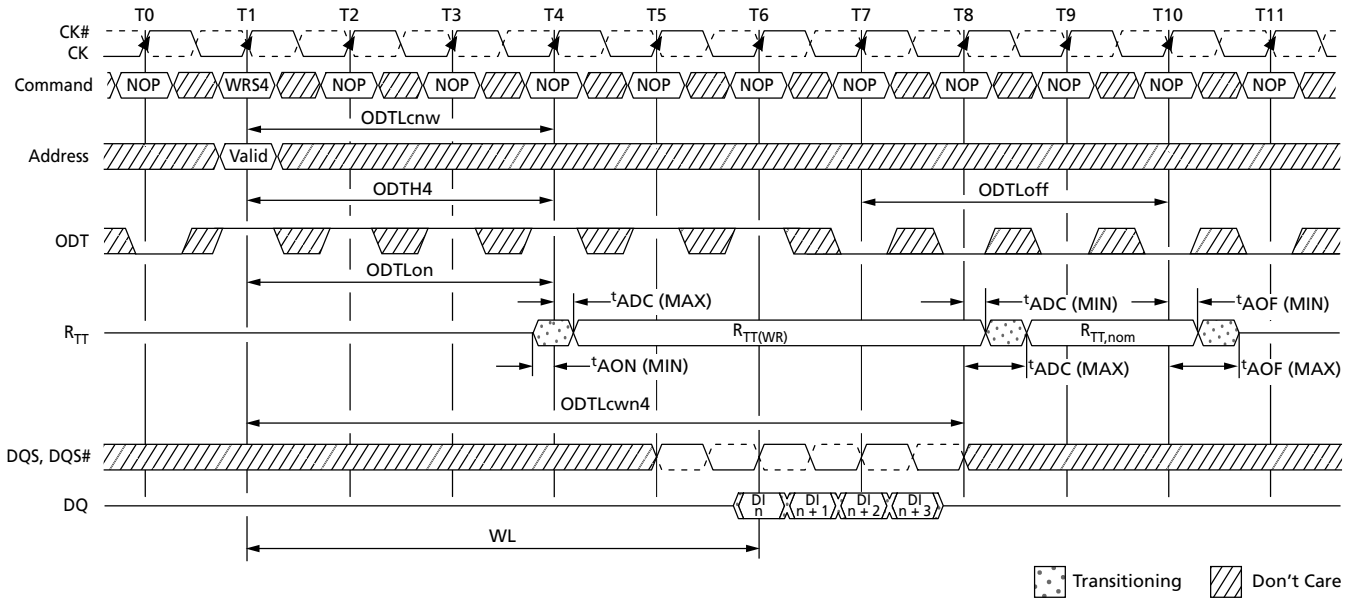 T0 T1 T2 T3 T4 T5 T6 T7 T8 T9 T10 T11
CK#
CK
Command NOP WRS4 NOP NOP NOP NOP NOP NOP NOP NOP NOP NOP
ODTLcnw
Address Valid
ODTH4 ODTLoff
ODT
ODTLon
tADC (MAX) tADC (MIN) tAOF (MIN)
RTT RTT(WR) RTT,nom
tAON (MIN) tADC (MAX) tAOF (MAX)
ODTLcwn4
DQS, DQS#
DQ DI n DI n + 1 DI n + 2 DI n + 3
WL
Transitioning Don't Care